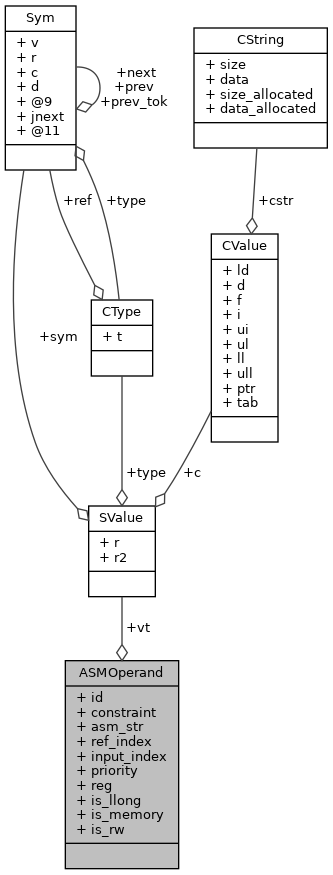 Sym
+ v
+ r
+ c
+ d
+ @9
+ jnext
+ @11
+next
+prev
+prev_tok
CString
+ size
+ data
+ size_allocated
+ data_allocated
+ref
+type
+cstr
CValue
+ ld
+ d
+ f
+ i
+ ui
+ ul
+ ll
+ ull
+ ptr
+ tab
CType
+ t
+sym
+type
+c
SValue
+ r
+ r2
+vt
ASMOperand
+ id
+ constraint
+ asm_str
+ ref_index
+ input_index
+ priority
+ reg
+ is_llong
+ is_memory
+ is_rw